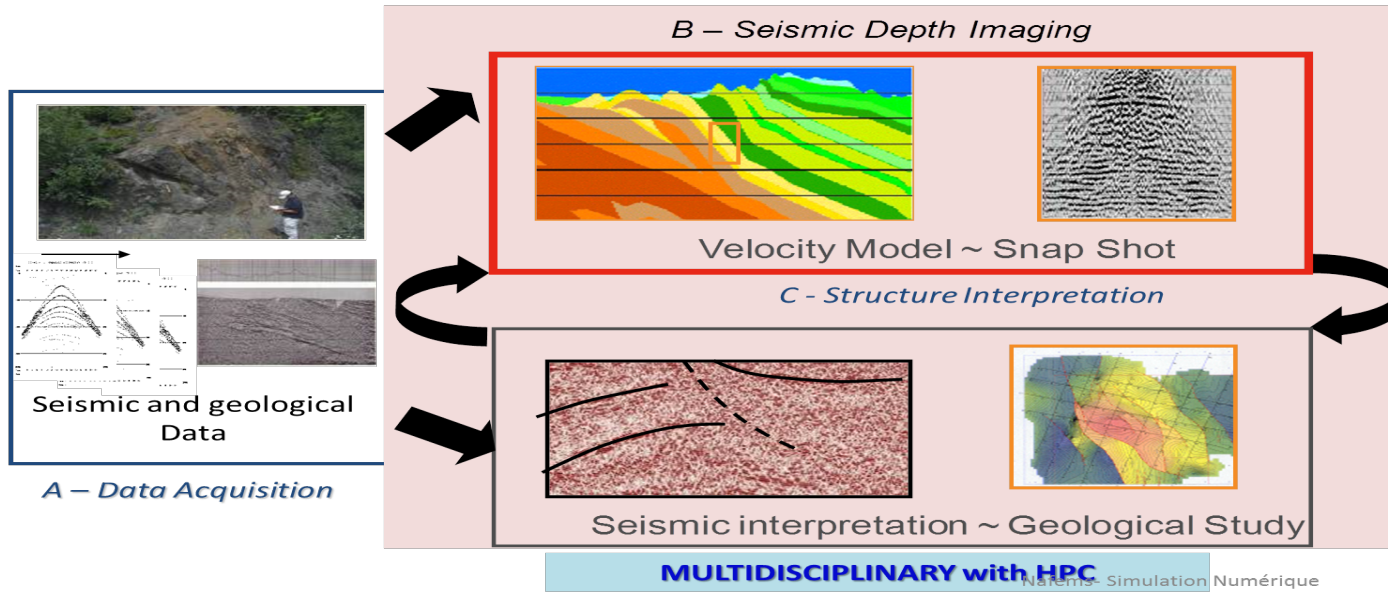 B – Seismic Depth Imaging
Velocity Model ~ Snap Shot
C - Structure Interpretation
Seismic and geological
Data
A – Data Acquisition
Seismic interpretation ~ Geological Study
MULTIDISCIPLINARY with HPC
Nafems- Simulation Numérique